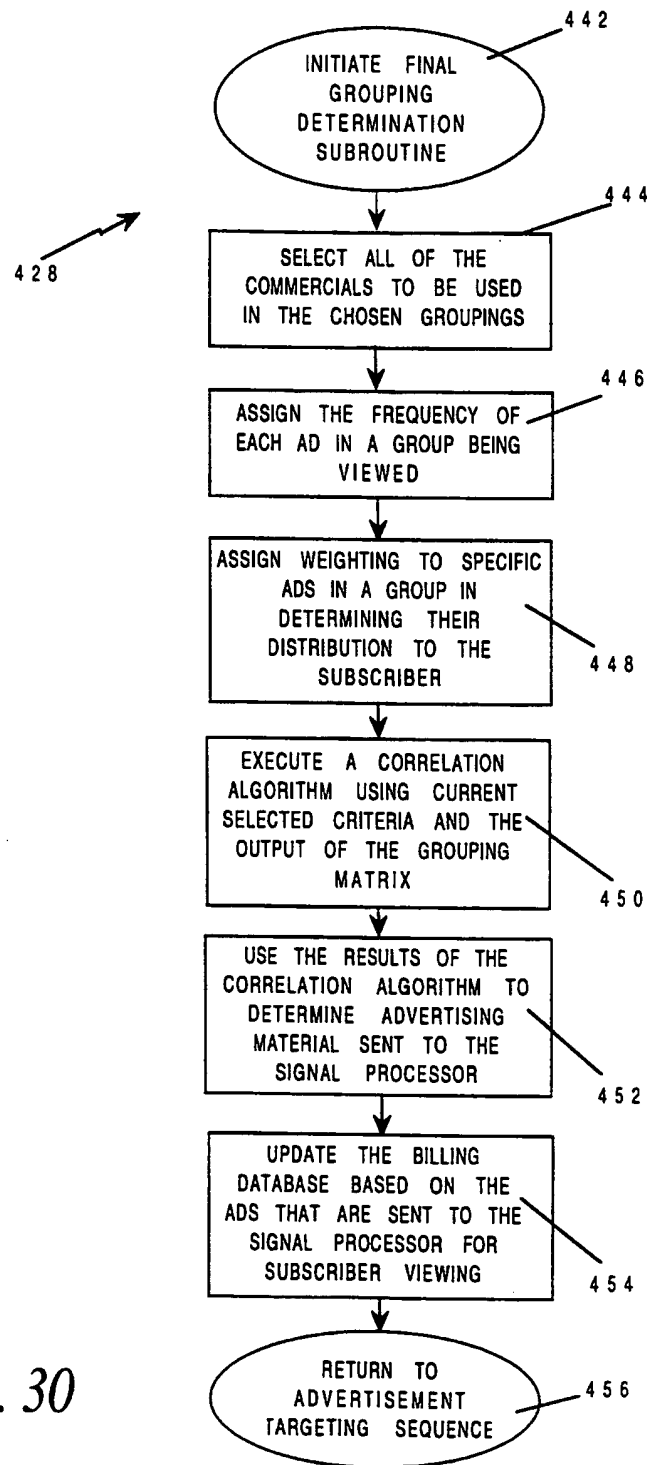 442
INITIATE FINAL
GROUPING
DETERMINATION
SUBROUTINE
444
428
SELECT ALL OF THE
COMMERCIALS TO BE USED
IN THE CHOSEN GROUPINGS
446
ASSIGN THE FREQUENCY OF
EACH AD IN A GROUP BEING
VIEWED
ASSIGN WEIGHTING TO SPECIFIC
ADS IN A GROUP IN
DETERMINING THEIR
DISTRIBUTION TO THE
SUBSCRIBER
448
EXECUTE A CORRELATION
ALGORITHM USING CURRENT
SELECTED CRITERIA AND THE
OUTPUT OF THE GROUPING
MATRIX
450
USE THE RESULTS OF THE
CORRELATION ALGORITHM TO
DETERMINE ADVERTISING
MATERIAL SENT TO THE
SIGNAL PROCESSOR
452
UPDATE THE BILLING
DATABASE BASED ON THE
ADS THAT ARE SENT TO THE
SIGNAL PROCESSOR FOR
SUBSCRIBER VIEWING
454
RETURN TO
ADVERTISEMENT
TARGETING SEQUENCE
456
. 30